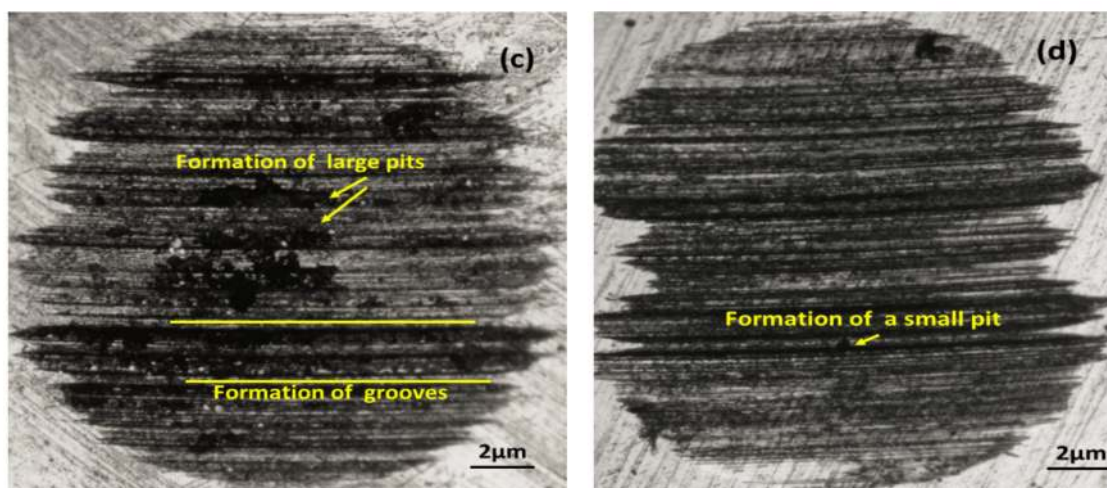 (c)
Formation of large pits
Formation of grooves
2μm
(d)
Formation of a small pit
2μm